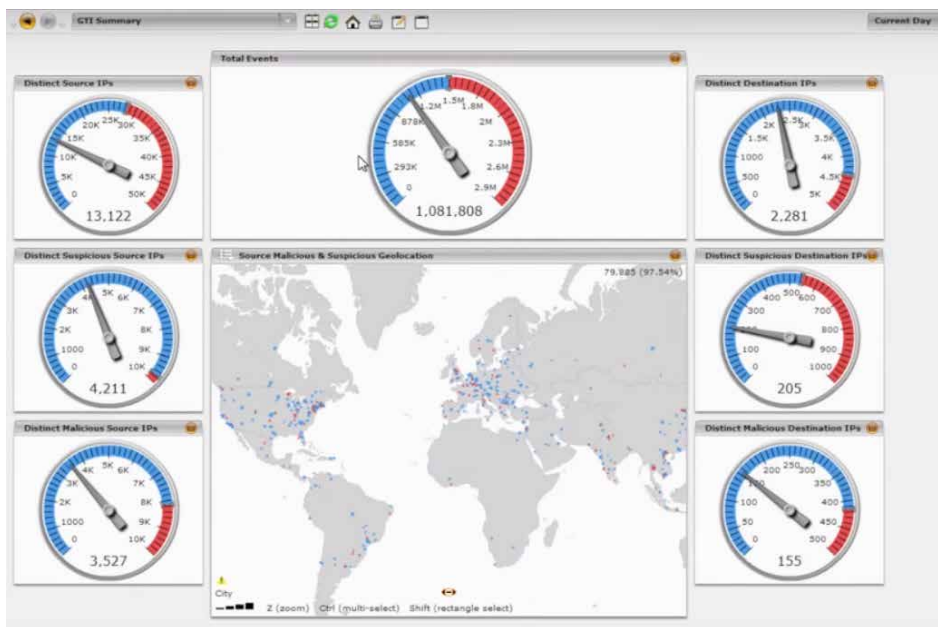 GTI Summary
Current Day
Total Events
Distinct Source IPs
Distinct Destination IPs
0
5K
10K
15K
20K
25K
30K
35K
40K
45K
50K
13,122
0
293K
585K
878K
1.2M
1.5M
1.8M
2M
2.3M
2.6M
2.9M
1,081,808
0
500
1000
1.5K
2K
2.5K
3K
3.5K
4K
4.5K
5K
2,281
Distinct Suspicious Source IPs
Source Malicious & Suspicious Geolocation
Distinct Suspicious Destination IPs
79,885 (97.54%)
0
1000
2K
3K
4K
5K
6K
7K
8K
9K
10K
4,211
0
100
300
400
500
600
700
800
900
1000
205
Distinct Malicious Source IPs
Distinct Malicious Destination IPs
0
1000
2K
3K
4K
5K
6K
7K
8K
9K
10K
3,527
0
50
100
200
250
300
350
400
450
500
155
City
Z (zoom) Ctrl (multi-select) Shift (rectangle select)